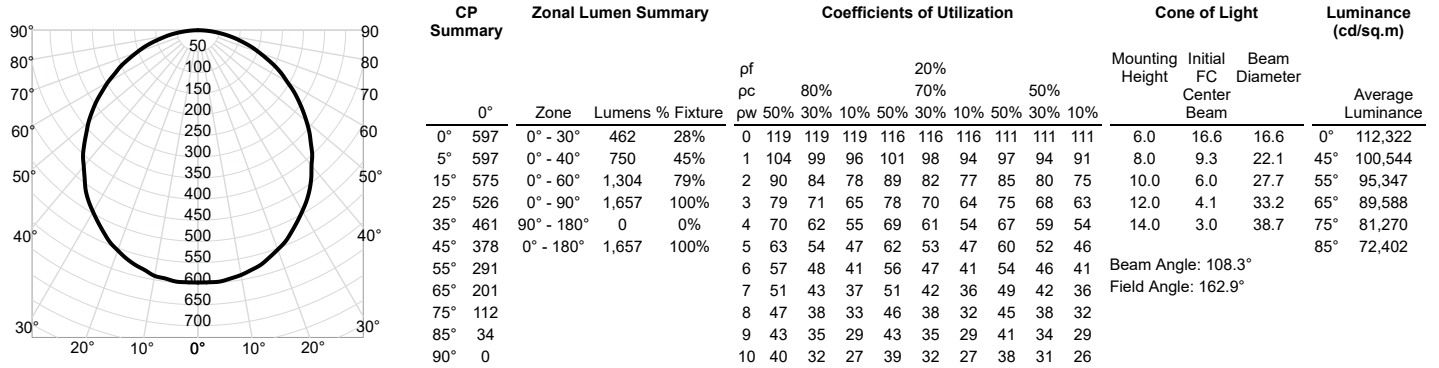 CP Summary
0°
0° 597
5° 597
15° 575
25° 526
35° 461
45° 378
55° 291
65° 201
75° 112
85° 34
90° 0
Zonal Lumen Summary
Zone Lumens % Fixture
0° - 30° 462 28%
0° - 40° 750 45%
0° - 60° 1,304 79%
0° - 90° 1,657 100%
90° - 180° 0 0%
0° - 180° 1,657 100%
Coefficients of Utilization
ρf 20%
ρc 80% 70% 50%
ρw 50% 30% 10% 50% 30% 10% 50% 30% 10%
0 119 119 119 116 116 116 111 111 111
1 104 99 96 101 98 94 97 94 91
2 90 84 78 89 82 77 85 80 75
3 79 71 65 78 70 64 75 68 63
4 70 62 55 69 61 54 67 59 54
5 63 54 47 62 53 47 60 52 46
6 57 48 41 56 47 41 54 46 41
7 51 43 37 51 42 36 49 42 36
8 47 38 33 46 38 32 45 38 32
9 43 35 29 43 35 29 41 34 29
10 40 32 27 39 32 27 38 31 26
Cone of Light
Mounting Height
Initial FC Center Beam
Beam Diameter
6.0 16.6 16.6
8.0 9.3 22.1
10.0 6.0 27.7
12.0 4.1 33.2
14.0 3.0 38.7
Beam Angle: 108.3°
Field Angle: 162.9°
Luminance (cd/sq.m)
Average Luminance
0° 112,322
45° 100,544
55° 95,347
65° 89,588
75° 81,270
85° 72,402
90° 90
80° 80
70° 70
60° 60
50° 50°
40° 40°
30° 30°
20° 10° 0° 10° 20°
50
100
150
200
250
300
350
400
450
500
550
600
650
700